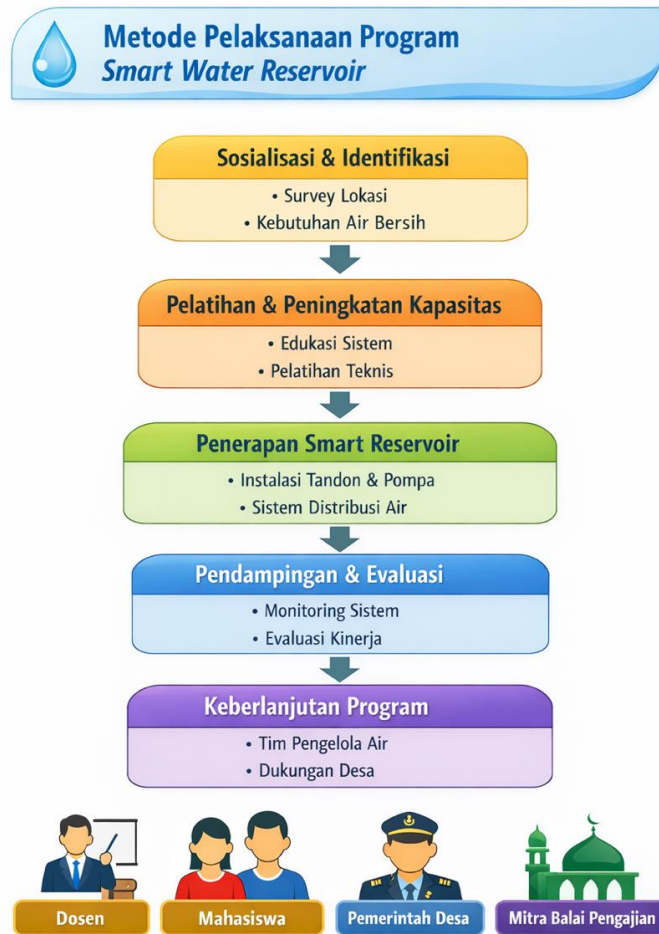 Metode Pelaksanaan Program
Smart Water Reservoir
Sosialisasi & Identifikasi
• Survey Lokasi
• Kebutuhan Air Bersih
Pelatihan & Peningkatan Kapasitas
• Edukasi Sistem
• Pelatihan Teknis
Penerapan Smart Reservoir
• Instalasi Tandon & Pompa
• Sistem Distribusi Air
Pendampingan & Evaluasi
• Monitoring Sistem
• Evaluasi Kinerja
Keberlanjutan Program
• Tim Pengelola Air
• Dukungan Desa
Dosen
Mahasiswa
Pemerintah Desa
Mitra Balai Pengajian